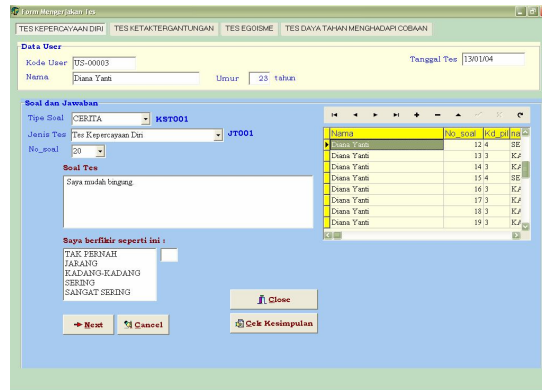 Form Mengerjakan Tes
TES KEPERCAYAAN DIRI TES KETAKTERGANTUNGAN TES EGOISME TES DAYA TAHAN MENGHADAPI COBAAN
Data User
Kode User US-00003 Tanggal Tes 13/01/04
Nama Diana Yanti Umur 23 tahun
Soal dan Jawaban
Tipe Soal CERITA KST001
Jenis Tes Tes Kepercayaan Diri JT001
No_soal 20
Soal Tes
Saya mudah bingung.
Saya berfikir seperti ini :
TAK PERNAH
JARANG
KADANG-KADANG
SERING
SANGAT SERING
Next Cancel
Close
Cek Kesimpulan
Nama No_soal Kd_pil na
Diana Yanti 12 4 SE
Diana Yanti 13 3 KA
Diana Yanti 14 3 KA
Diana Yanti 15 4 SE
Diana Yanti 16 3 KA
Diana Yanti 17 3 KA
Diana Yanti 18 3 KA
Diana Yanti 19 3 KA